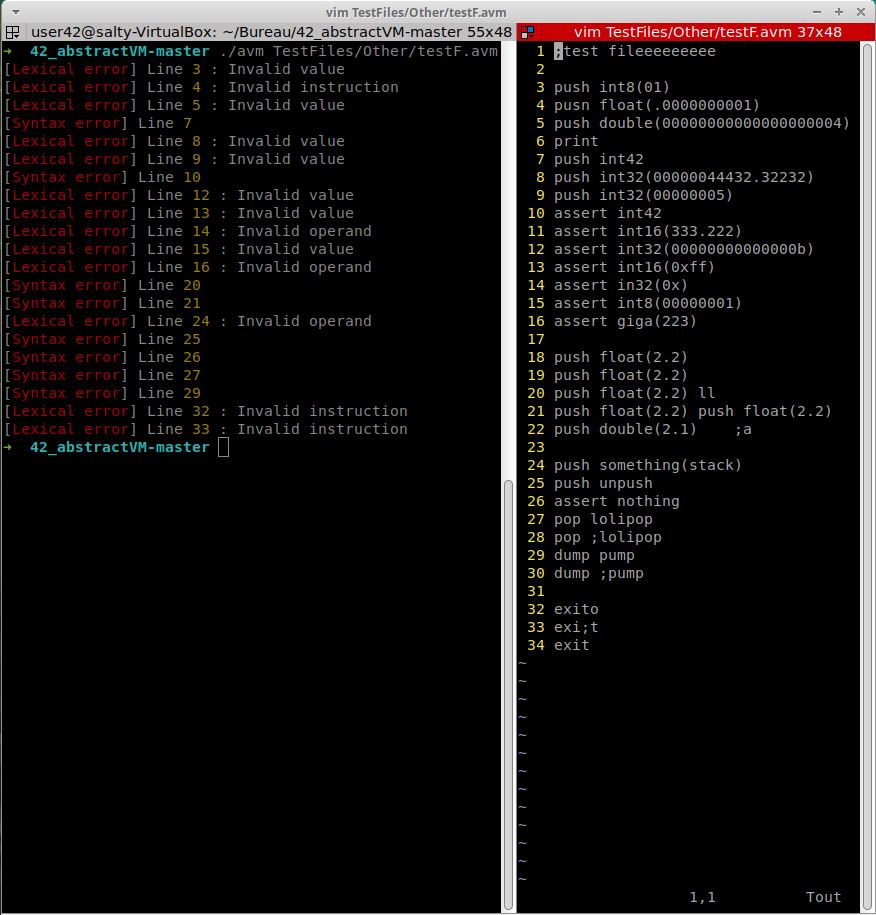 vim TestFiles/Other/testF.avm
user42@salty-VirtualBox: ~/Bureau/42_abstractVM-master 55x48
➜ 42_abstractVM-master ./avm TestFiles/Other/testF.avm
[Lexical error] Line 3 : Invalid value
[Lexical error] Line 4 : Invalid instruction
[Lexical error] Line 5 : Invalid value
[Syntax error] Line 7
[Lexical error] Line 8 : Invalid value
[Lexical error] Line 9 : Invalid value
[Syntax error] Line 10
[Lexical error] Line 12 : Invalid value
[Lexical error] Line 13 : Invalid value
[Lexical error] Line 14 : Invalid operand
[Lexical error] Line 15 : Invalid value
[Lexical error] Line 16 : Invalid operand
[Syntax error] Line 20
[Syntax error] Line 21
[Lexical error] Line 24 : Invalid operand
[Syntax error] Line 25
[Syntax error] Line 26
[Syntax error] Line 27
[Syntax error] Line 29
[Lexical error] Line 32 : Invalid instruction
[Lexical error] Line 33 : Invalid instruction
➜ 42_abstractVM-master
vim TestFiles/Other/testF.avm 37x48
1 ;test fileeeeeeeee
2
3 push int8(01)
4 push float(.0000000001)
5 push double(00000000000000000004)
6 print
7 push int42
8 push int32(00000044432.32232)
9 push int32(00000005)
10 assert int42
11 assert int16(333.222)
12 assert int32(00000000000000b)
13 assert int16(0xff)
14 assert in32(0x)
15 assert int8(00000001)
16 assert giga(223)
17
18 push float(2.2)
19 push float(2.2)
20 push float(2.2) ll
21 push float(2.2) push float(2.2)
22 push double(2.1)    ;a
23
24 push something(stack)
25 push unpush
26 assert nothing
27 pop lolipop
28 pop ;lolipop
29 dump pump
30 dump ;pump
31
32 exito
33 exi;t
34 exit
~
~
~
~
~
~
~
~
~
~
~
~
~
1,1 Tout